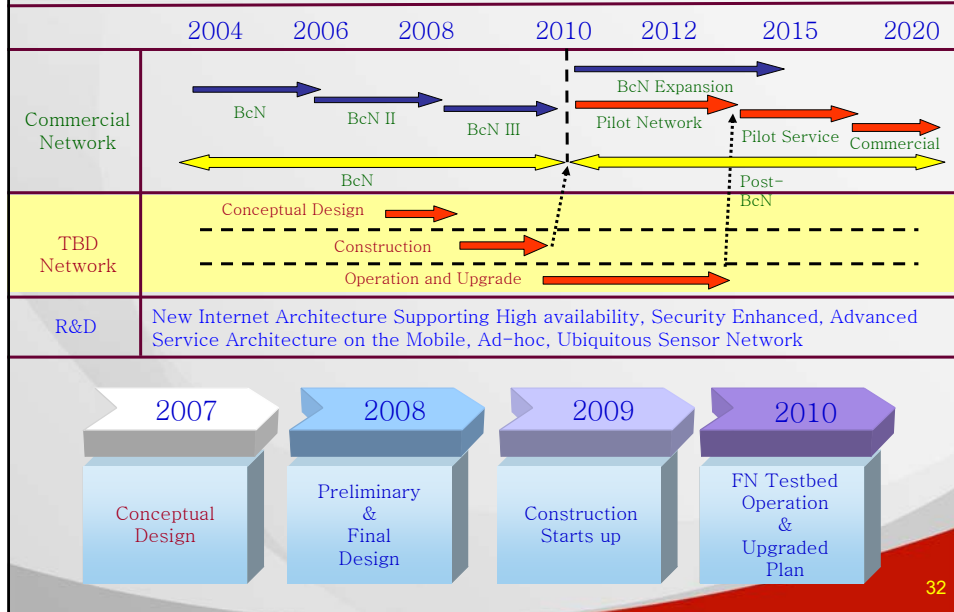 2004 2006 2008 2010 2012 2015 2020
Commercial
Network
BcN
BcN II
BcN III
BcN Expansion
Pilot Network
Pilot Service
Commercial
BcN
Post-
BcN
TBD
Network
Conceptual Design
Construction
Operation and Upgrade
R&D
New Internet Architecture Supporting High availability, Security Enhanced, Advanced
Service Architecture on the Mobile, Ad-hoc, Ubiquitous Sensor Network
2007
Conceptual
Design
2008
Preliminary
&
Final
Design
2009
Construction
Starts up
2010
FN Testbed
Operation
&
Upgraded
Plan
32